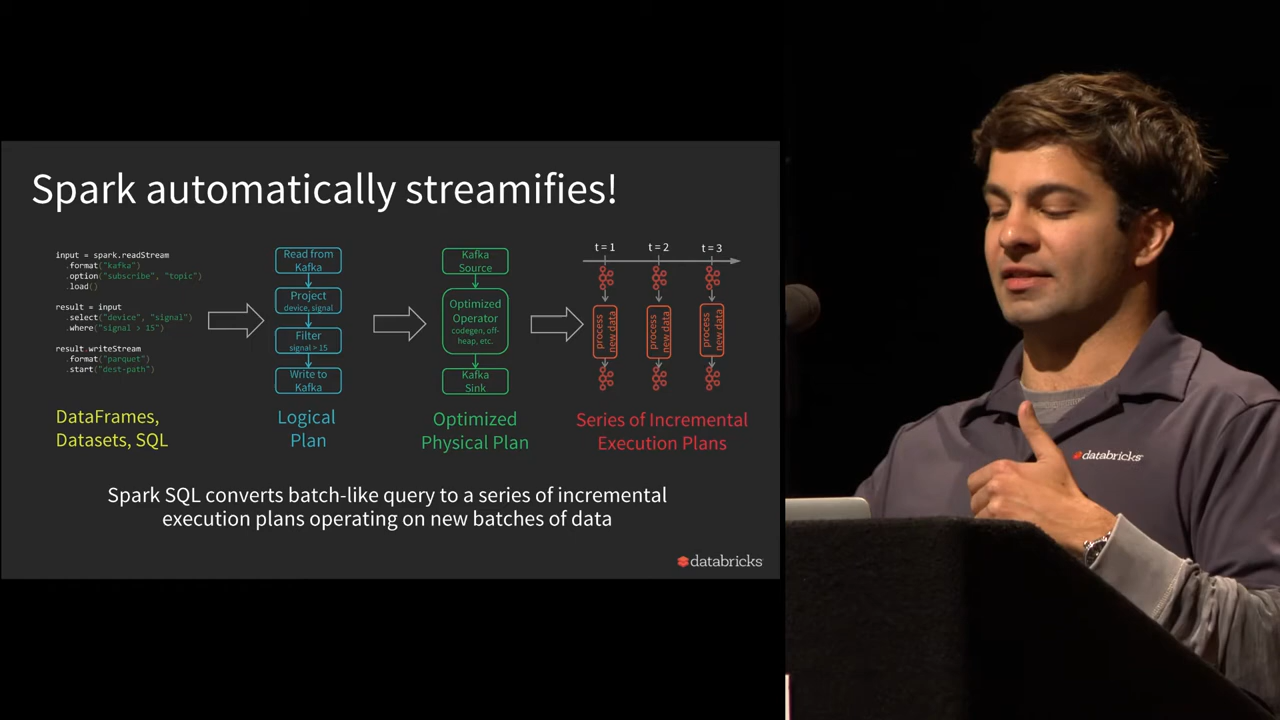 Spark automatically streamifies!
input = spark.readStream
.format("kafka")
.option("subscribe", "topic")
.load()
result = input
.select("device", "signal")
.where("signal > 15")
result.writeStream
.format("parquet")
.start("dest-path")
DataFrames,
Datasets, SQL
Read from
Kafka
Project
device, signal
Filter
signal > 15
Write to
Kafka
Logical
Plan
Kafka
Source
Optimized
Operator
codegen, off-
heap, etc.
Kafka
Sink
Optimized
Physical Plan
t = 1
t = 2
t = 3
process
new data
process
new data
process
new data
Series of Incremental
Execution Plans
Spark SQL converts batch-like query to a series of incremental
execution plans operating on new batches of data
databricks
databricks